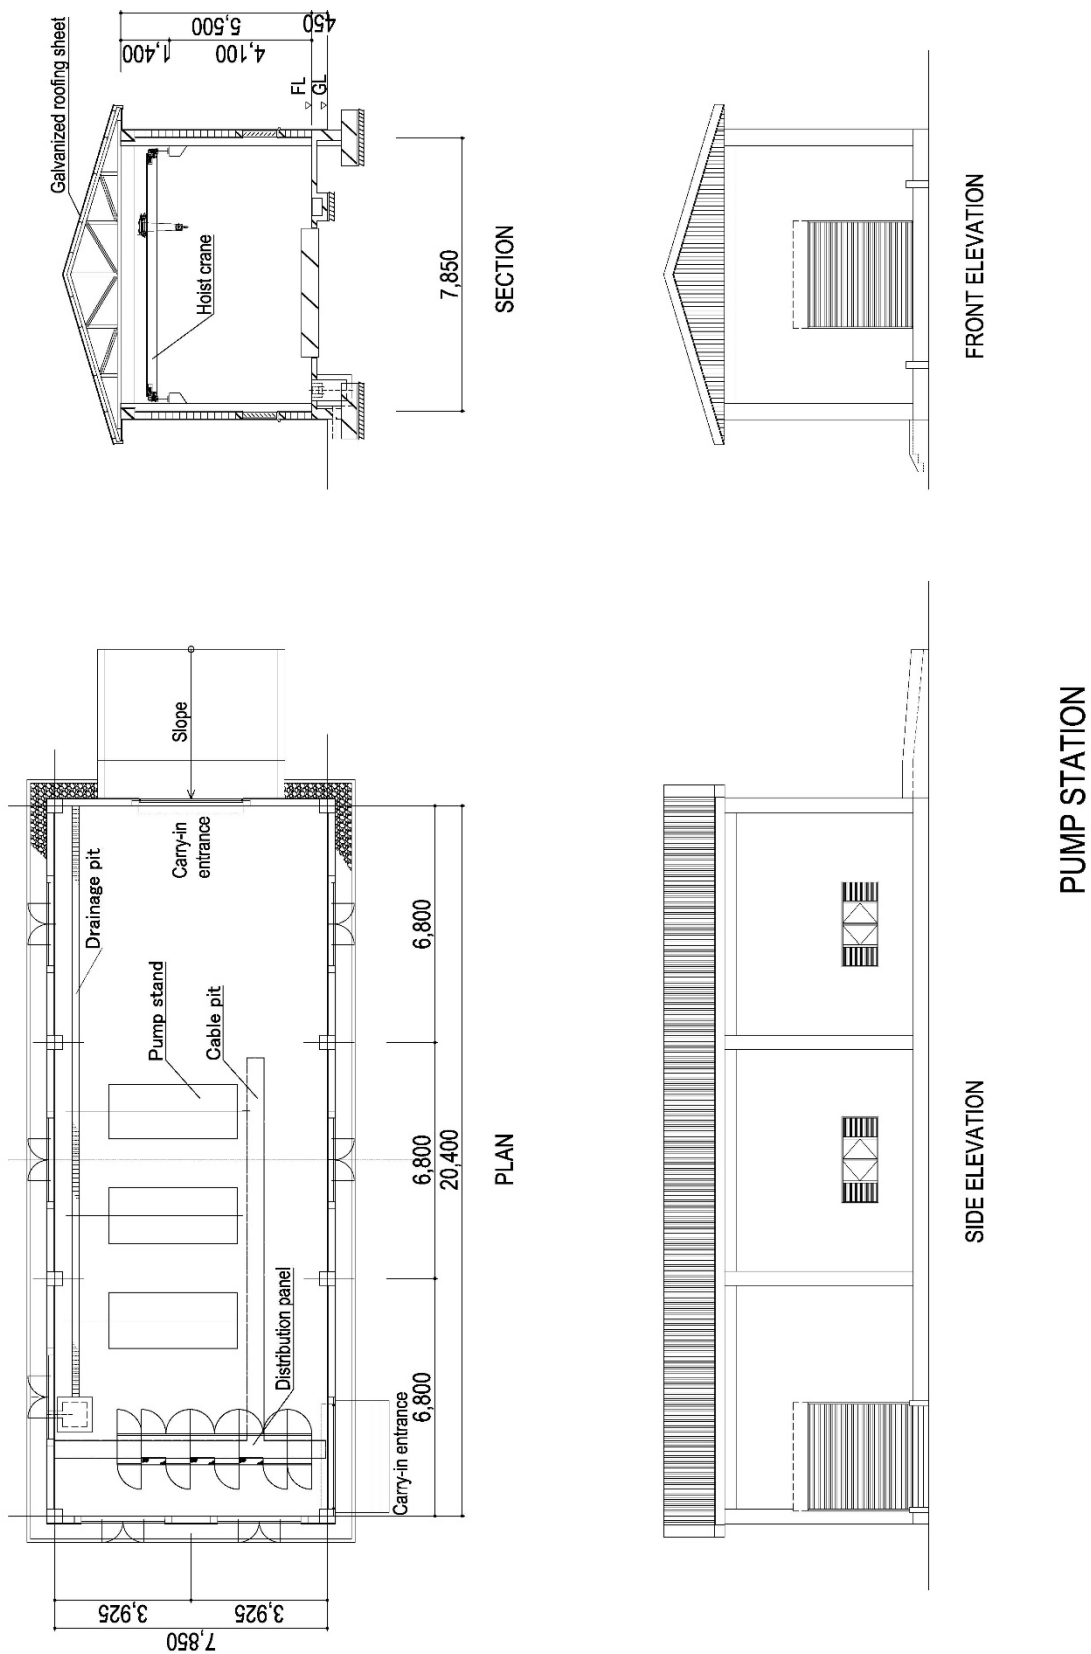 Galvanized roofing sheet
1,400
4,100
5,500
450
FL
GL
Hoist crane
7,850
SECTION
FRONT ELEVATION
Slope
Carry-in
entrance
Drainage pit
Pump stand
Cable pit
Distribution panel
Carry-in entrance
6,800
6,800
6,800
20,400
3,925
3,925
7,850
PLAN
SIDE ELEVATION
PUMP STATION